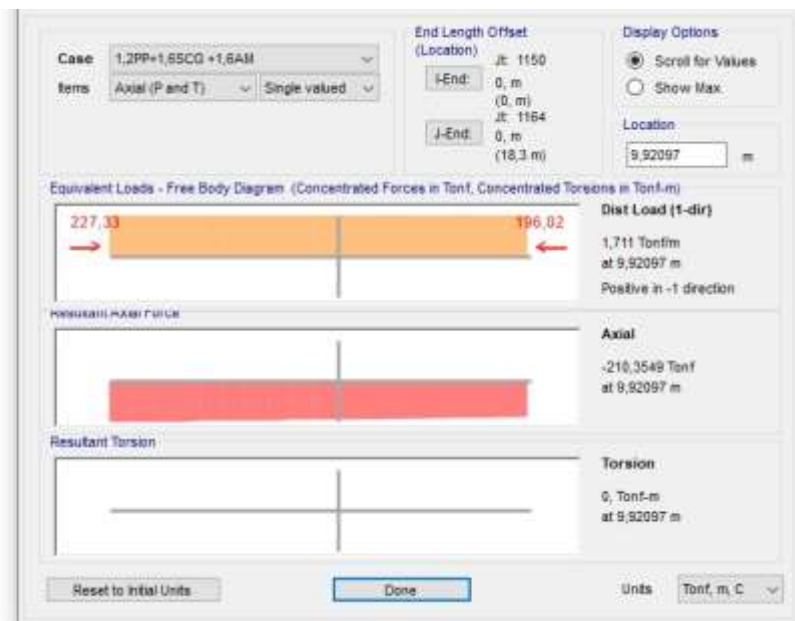 Case 1,2PP+1,6SCG +1,6AM
Items Axial (P and T) Single valued
End Length Offset
(Location)
Jt: 1150
I-End: 0, m
(0, m)
Jt: 1164
J-End: 0, m
(18,3 m)
Display Options
Scroll for Values
Show Max
Location
9,92097 m
Equivalent Loads - Free Body Diagram (Concentrated Forces in Tonf, Concentrated Torsions in Tonf-m)
227,33 196,02
Dist Load (1-dir)
1,711 Tonf/m
at 9,92097 m
Positive in -1 direction
Resultant Axial Force
Axial
-210,3549 Tonf
at 9,92097 m
Resultant Torsion
Torsion
0, Tonf-m
at 9,92097 m
Reset to Initial Units Done Units Tonf, m, C